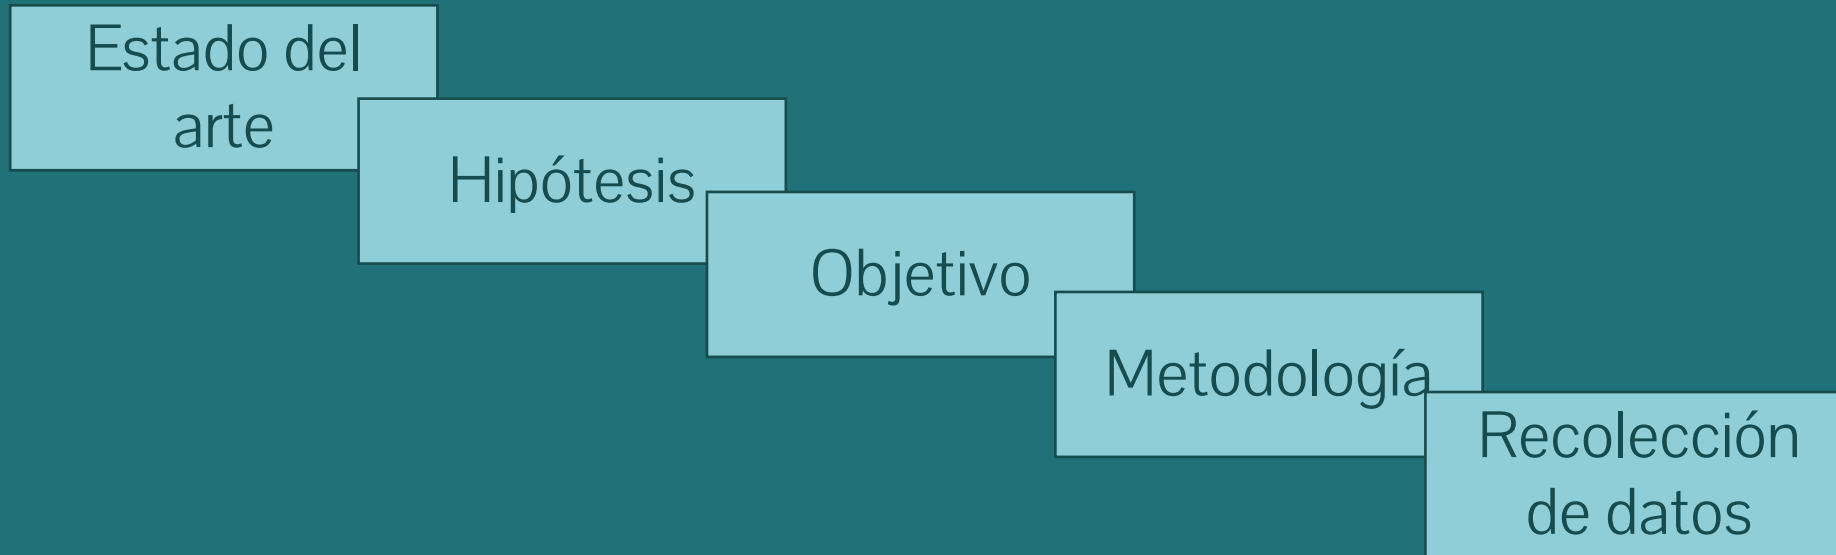 Estado del
arte
Hipótesis
Objetivo
Metodología
Recolección
de datos